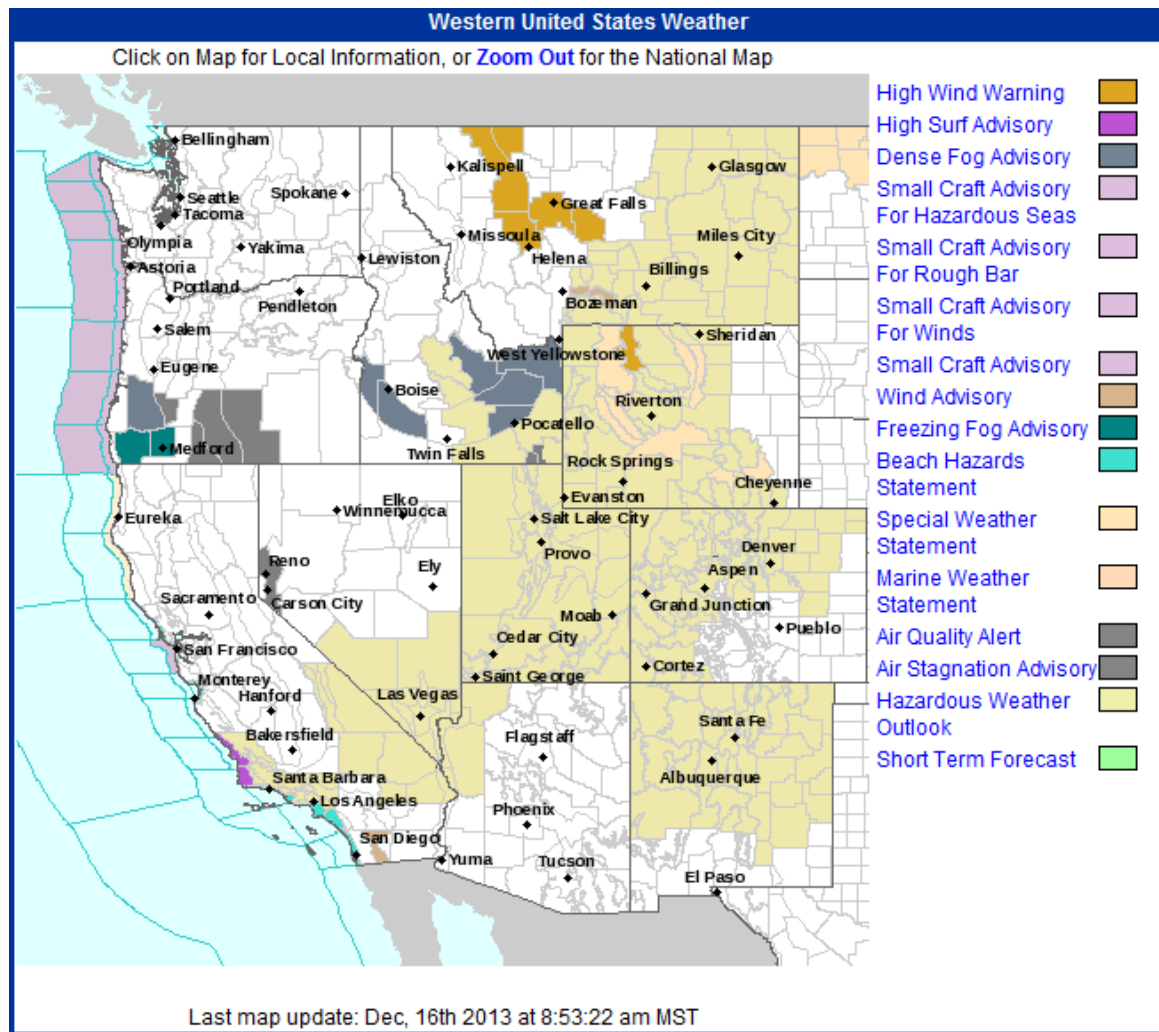 Western United States Weather
Click on Map for Local Information, or Zoom Out for the National Map
High Wind Warning
High Surf Advisory
Dense Fog Advisory
Small Craft Advisory
For Hazardous Seas
Small Craft Advisory
For Rough Bar
Small Craft Advisory
For Winds
Small Craft Advisory
Wind Advisory
Freezing Fog Advisory
Beach Hazards
Statement
Special Weather
Statement
Marine Weather
Statement
Air Quality Alert
Air Stagnation Advisory
Hazardous Weather
Outlook
Short Term Forecast
Bellingham
Kalispell
Glasgow
Seattle
Spokane
Tacoma
Great Falls
Olympia
Yakima
Missoula
Miles City
Astoria
Lewiston
Helena
Billings
Portland
Pendleton
Bozeman
Salem
Sheridan
West Yellowstone
Eugene
Boise
Riverton
Pocatello
Medford
Twin Falls
Rock Springs
Cheyenne
Evanston
Elko
Winnemucca
Eureka
Salt Lake City
Provo
Denver
Reno
Ely
Aspen
Sacramento
Carson City
Grand Junction
Moab
Pueblo
San Francisco
Cedar City
Cortez
Monterey
Saint George
Hanford
Las Vegas
Bakersfield
Flagstaff
Santa Fe
Albuquerque
Santa Barbara
Los Angeles
Phoenix
San Diego
Yuma
Tucson
El Paso
Last map update: Dec, 16th 2013 at 8:53:22 am MST